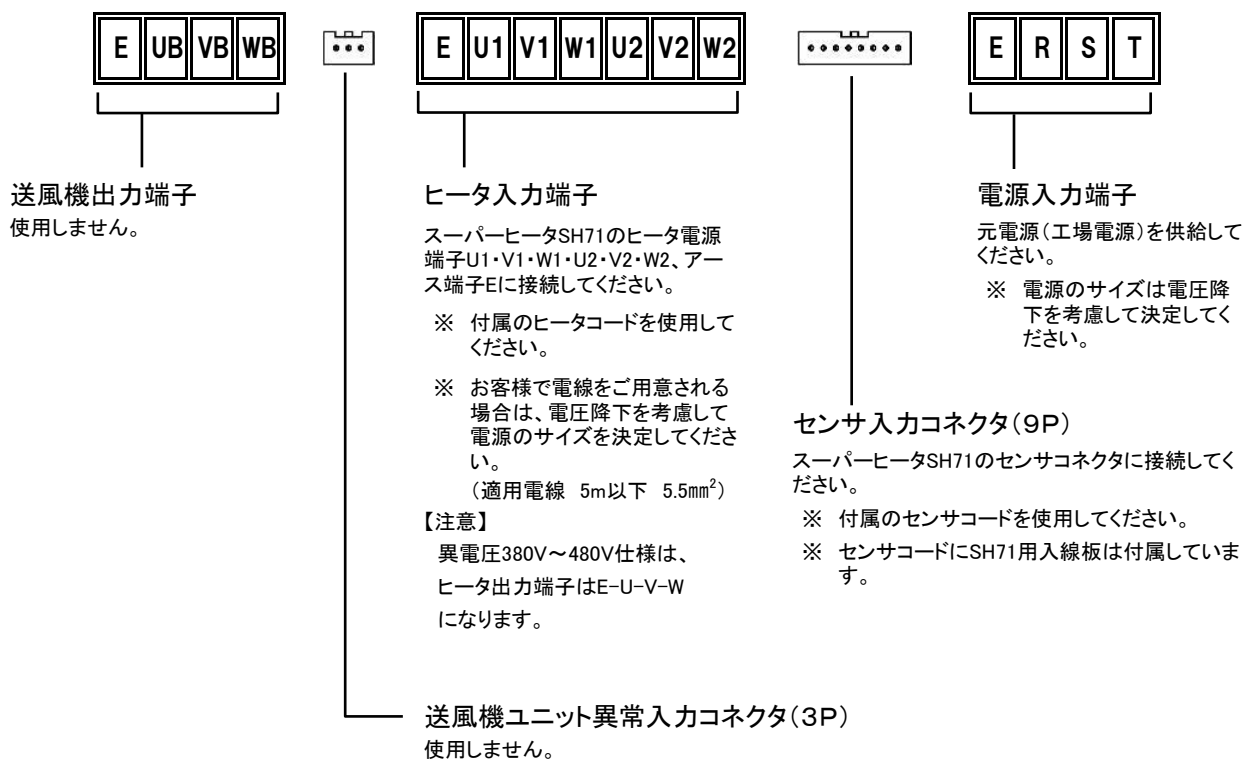 E UB VB WB
E U1 V1 W1 U2 V2 W2
E R S T
送風機出力端子
使用しません。
ヒータ入力端子
スーパーヒータSH71のヒータ電源
端子U1・V1・W1・U2・V2・W2、アー
ス端子Eに接続してください。
※ 付属のヒータコードを使用して
ください。
※ お客様で電線をご用意される
場合は、電圧降下を考慮して
電源のサイズを決定してくださ
い。
（適用電線 5m以下 5.5mm²）
【注意】
異電圧380V～480V仕様は、
ヒータ出力端子はE-U-V-W
になります。
電源入力端子
元電源（工場電源）を供給して
ください。
※ 電源のサイズは電圧降
下を考慮して決定してく
ださい。
センサ入力コネクタ（9P）
スーパーヒータSH71のセンサコネクタに接続してく
ださい。
※ 付属のセンサコードを使用してください。
※ センサコードにSH71用入線板は付属していま
す。
送風機ユニット異常入力コネクタ（3P）
使用しません。